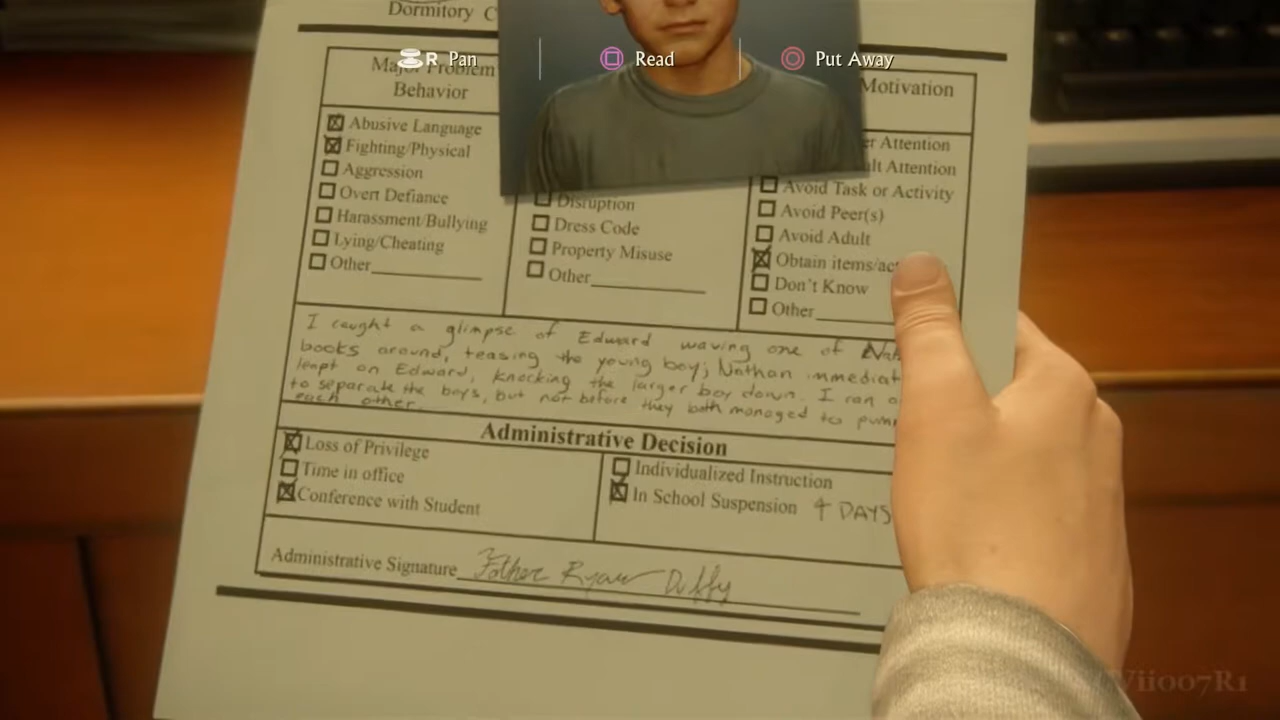 Dormitory C
R Pan
Read
Put Away
Major Problem
Behavior
Motivation
Abusive Language
Fighting/Physical
Aggression
Overt Defiance
Harassment/Bullying
Lying/Cheating
Other
Disruption
Dress Code
Property Misuse
Other
Attention
Attention
Avoid Task or Activity
Avoid Peer(s)
Avoid Adult
Obtain items/ac
Don't Know
Other
I caught a glimpse of Edward waving one of
books around, teasing the young boy; Nathan immediat
leapt on Edward, knocking the larger boy down. I ran
to separate the boys, but not before they both managed to
each other.
Administrative Decision
Loss of Privilege
Time in office
Conference with Student
Individualized Instruction
In School Suspension 4 DAYS
Administrative Signature Father Ryan Duffy
Wii007R1